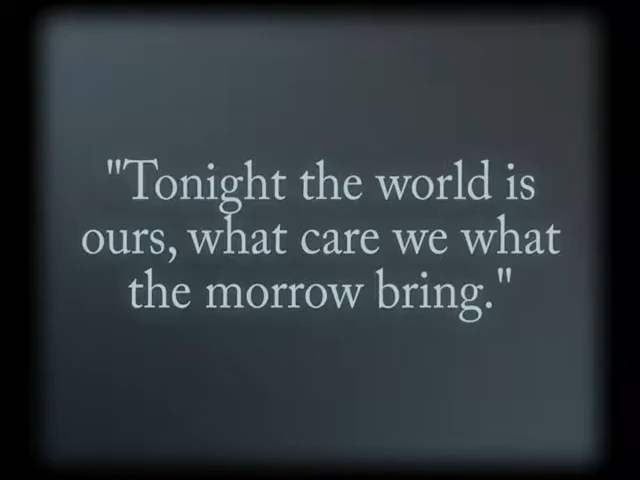 "Tonight the world is
ours, what care we what
the morrow bring."